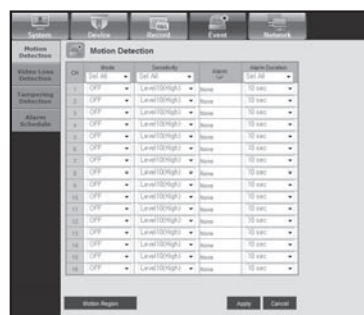 System Device Record Event Network
Motion Detection
Video Loss Detection
Tampering Detection
Alarm Schedule
Motion Detection
CH Mode Sensitivity Alarm Alarm Duration
Sel All Sel All Sel All
1 OFF Level10(High) None 10 sec
2 OFF Level10(High) None 10 sec
3 OFF Level10(High) None 10 sec
4 OFF Level10(High) None 10 sec
5 OFF Level10(High) None 10 sec
6 OFF Level10(High) None 10 sec
7 OFF Level10(High) None 10 sec
8 OFF Level10(High) None 10 sec
9 OFF Level10(High) None 10 sec
10 OFF Level10(High) None 10 sec
11 OFF Level10(High) None 10 sec
12 OFF Level10(High) None 10 sec
13 OFF Level10(High) None 10 sec
14 OFF Level10(High) None 10 sec
15 OFF Level10(High) None 10 sec
16 OFF Level10(High) None 10 sec
Motion Region Apply Cancel